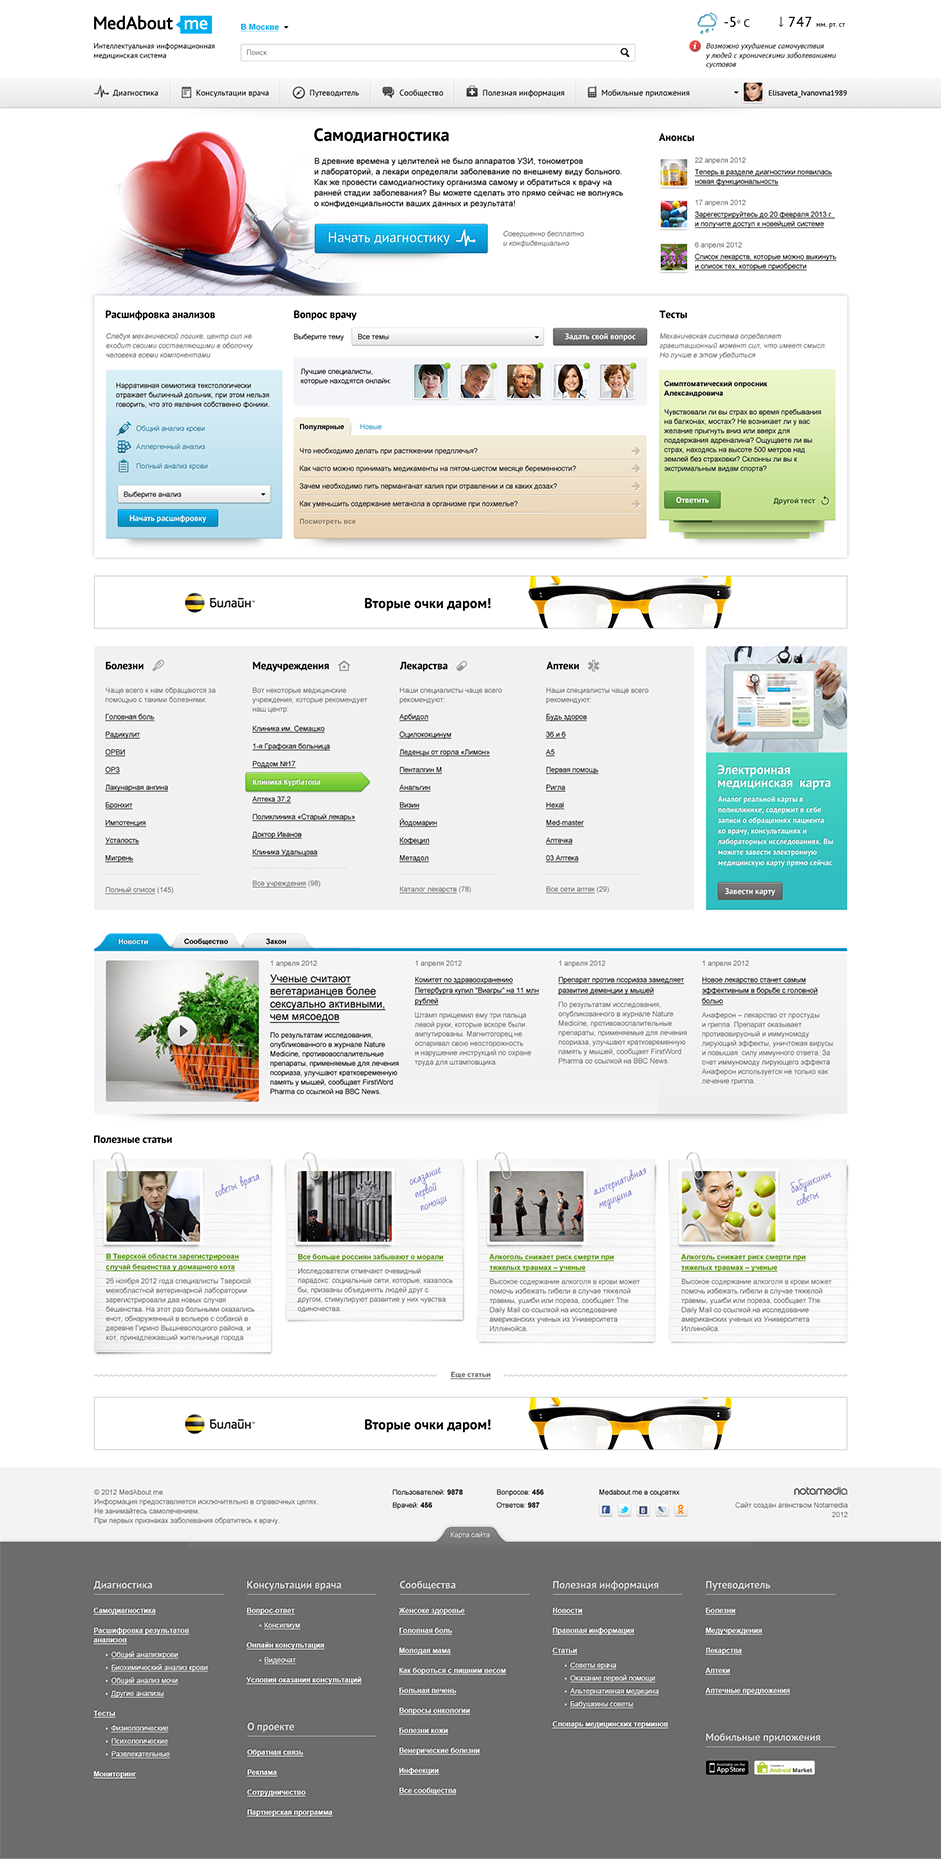 MedAbout me
Интеллектуальная информационная
медицинская система
В Москве
Поиск
-5° C
↓ 747 мм. рт. ст
Возможно ухудшение самочувствия
у людей с хроническими заболеваниями
суставов
Диагностика
Консультации врача
Путеводитель
Сообщество
Полезная информация
Мобильные приложения
Elisaveta_Ivanovna1989
Самодиагностика
В древние времена у целителей не было аппаратов УЗИ, тонометров
и лабораторий, а лекари определяли заболевание по внешнему виду больного.
Как же провести самодиагностику организма самому и обратиться к врачу на
ранней стадии заболевания? Вы можете сделать это прямо сейчас не волнуясь
о конфиденциальности ваших данных и результата!
Начать диагностику
Совершенно бесплатно
и конфиденциально
Анонсы
22 апреля 2012
Теперь в разделе диагностики появилась
новая функциональность
17 апреля 2012
Зарегестрируйтесь до 20 февраля 2013 г.
и получите доступ к новейшей системе
6 апреля 2012
Список лекарств, которые можно выкинуть
и список тех, которые приобрести
Расшифровка анализов
Следуя механической логике, центр сил не
входит своими составляющими в оболочку
человека всеми компонентами
Нарративная семиотика текстологически
отражает былинный дольник, при этом нельзя
говорить, что это явления собственно фоники.
Общий анализ крови
Аллергенный анализ
Полный анализ крови
Выберите анализ
Начать расшифровку
Вопрос врачу
Выберите тему
Все темы
Задать свой вопрос
Лучшие специалисты,
которые находятся онлайн:
Популярные
Новые
Что необходимо делать при растяжении предплечья?
Как часто можно принимать медикаменты на пятом-шестом месяце беременности?
Зачем необходимо пить перманганат калия при отравлении и св каких дозах?
Как уменьшить содержание метанола в организме при похмелье?
Посмотреть все
Тесты
Механическая система определяет
гравитационный момент сил, что имеет смысл.
Но лучше в этом убедиться
Симптоматический опросник
Александровича
Чувствовали ли вы страх во время пребывания
на балконах, мостах? Не возникает ли у вас
желание прыгнуть вниз или вверх для
поддержания адреналина? Ощущаете ли вы
страх, находясь на высоте 500 метров над
землей без страховки? Склонны ли вы к
экстримальным видам спорта?
Ответить
Другой тест
Билайн™
Вторые очки даром!
Болезни
Чаще всего к нам обращаются за
помощью с такими болезнями:
Головная боль
Радикулит
ОРВИ
ОРЗ
Лакунарная ангина
Бронхит
Импотенция
Усталость
Мигрень
Полный список (145)
Медучреждения
Вот некоторые медицинские
учреждения, которые рекомендует
наш центр:
Клиника им. Семашко
1-я Графская больница
Роддом №17
Клиника Курбатова
Аптека 37.2
Поликлиника «Старый лекарь»
Доктор Иванов
Клиника Удальцова
Все учреждения (98)
Лекарства
Наши специалисты чаще всего
рекомендуют:
Арбидол
Оцилококцинум
Леденцы от горла «Лимон»
Пенталгин М
Анальгин
Визин
Йодомарин
Кофецил
Метадол
Каталог лекарств (78)
Аптеки
Наши специалисты чаще всего
рекомендуют:
Будь здоров
36 и 6
А5
Первая помощь
Ригла
Hexal
Med-master
Аптечка
03 Аптека
Все сети аптек (29)
Электронная
медицинская карта
Аналог реальной карты в
поликлинике, содержит в себе
записи о обращениях пациента
ко врачу, консультациях и
лабораторных исследованиях. Вы
можете завести электронную
медицинскую карту прямо сейчас
Завести карту
Новости
Сообщество
Закон
1 апреля 2012
Ученые считают
вегетарианцев более
сексуально активными,
чем мясоедов
По результатам исследования,
опубликованного в журнале Nature
Medicine, противовоспалительные
препараты, применяемые для лечения
псориаза, улучшают кратковременную
память у мышей, сообщает FirstWord
Pharma со ссылкой на BBC News.
1 апреля 2012
Комитет по здравоохранению
Петербурга купил "Виагры" на 11 млн
рублей
Штамп прищемил ему три пальца
левой руки, которые вскоре были
ампутированы. Магнитогорец не
оспаривал свою неосторожность
и нарушение инструкций по охране
труда для штамповщика.
1 апреля 2012
Препарат против псориаза замедляет
развитие деменции у мышей
По результатам исследования,
опубликованного в журнале Nature
Medicine, противовоспалительные
препараты, применяемые для лечения
псориаза, улучшают кратковременную
память у мышей, сообщает FirstWord
Pharma со ссылкой на BBC News.
1 апреля 2012
Новое лекарство станет самым
эффективным в борьбе с головной
болью
Анаферон – лекарство от простуды
и гриппа. Препарат оказывает
противовирусный и иммуномоду
лирующий эффекты, уничтожая вирусы
и повышая силу иммунного ответа. За
счет иммуномоду лирующего эффекта
Анаферон используется не только как
лечение гриппа.
Полезные статьи
советы врача
В Тверской области зарегистрирован
случай бешенства у домашнего кота
26 ноября 2012 года специалисты Тверской
межобластной ветеринарной лаборатории
зарегистрировали два новых случая
бешенства. На этот раз больными оказались
енот, обнаруженный в вольере с собакой в
деревне Гирино Вышневолоцкого района, и
кот, принадлежавший жительнице города
оказание
первой
помощи
Все больше россиян забывают о морали
Исследователи отмечают очевидный
парадокс: социальные сети, которые, казалось
бы, призваны объединять людей друг с
другом, стимулируют развитие у них чувства
одиночества.
альтернативная
медицина
Алкоголь снижает риск смерти при
тяжелых травмах – ученые
Высокое содержание алкоголя в крови может
помочь избежать гибели в случае тяжелой
травмы, ушиби или пореза, сообщает The
Daily Mail со ссылкой на исследование
американских ученых из Университета
Иллинойса.
бабушкины
советы
Алкоголь снижает риск смерти при
тяжелых травмах – ученые
Высокое содержание алкоголя в крови может
помочь избежать гибели в случае тяжелой
травмы, ушиби или пореза, сообщает The
Daily Mail со ссылкой на исследование
американских ученых из Университета
Иллинойса.
Еще статьи
Билайн™
Вторые очки даром!
© 2012 MedAbout.me
Информация предоставляется исключительно в справочных целях.
Не занимайтесь самолечением.
При первых признаках заболевания обратитесь к врачу.
Пользователей: 9878
Врачей: 456
Вопросов: 456
Ответов: 987
Medabout.me в соцсетях
notamedia
Сайт создан агенством Notamedia
2012
Карта сайта
Диагностика
Самодиагностика
Расшифровка результатов
анализов
• Общий анализкрови
• Биохимический анализ крови
• Общий анализ мочи
• Другие анализы
Тесты
• Физиологические
• Психологические
• Развлекательные
Мониторинг
Консультации врача
Вопрос-ответ
• Консилиум
Онлайн консультация
• Видеочат
Условия оказания консультаций
О проекте
Обратная связь
Реклама
Сотрудничество
Партнерская программа
Сообщества
Женсоке здоровье
Головная боль
Молодая мама
Как бороться с лишним весом
Больная печень
Вопросы онкологии
Болезни кожи
Венерические болезни
Инфеекции
Все сообщества
Полезная информация
Новости
Правовая информация
Статьи
• Советы врача
• Оказание первой помощи
• Альтернативная медицина
• Бабушкины советы
Словарь медицинских терминов
Путеводитель
Болезни
Медучреждения
Лекарства
Аптеки
Аптечные предложения
Мобильные приложения
App Store
Android Market